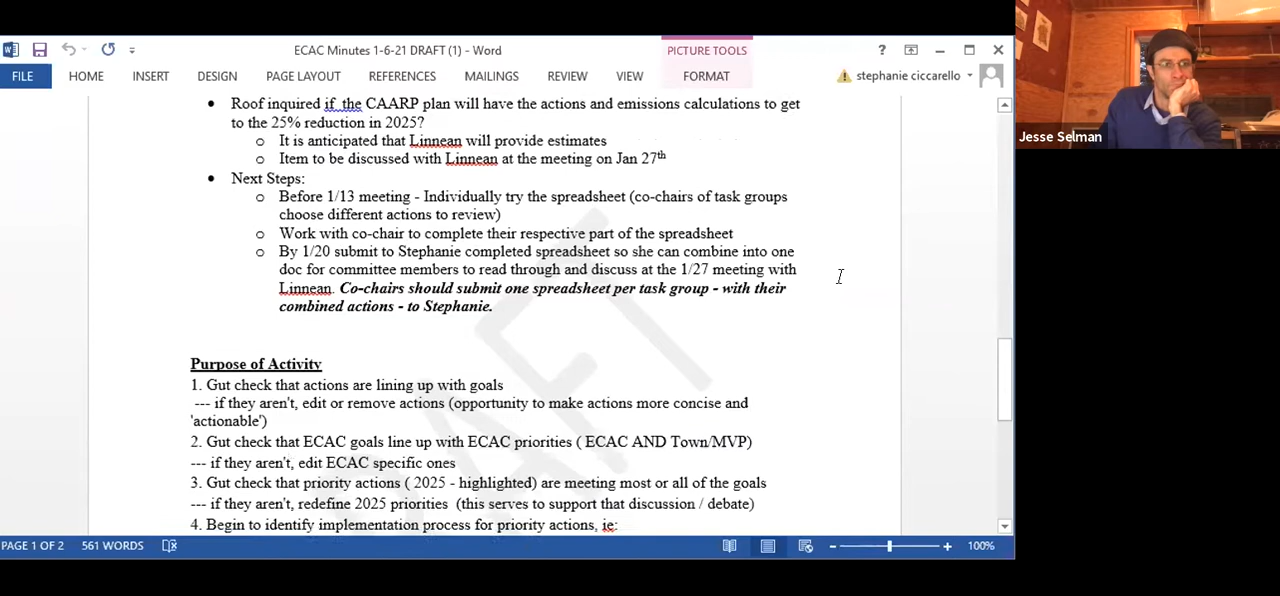 ECAC Minutes 1-6-21 DRAFT (1) - Word
PICTURE TOOLS
?
FILE
HOME
INSERT
DESIGN
PAGE LAYOUT
REFERENCES
MAILINGS
REVIEW
VIEW
FORMAT
stephanie ciccarello
Jesse Selman
• Roof inquired if the CAARP plan will have the actions and emissions calculations to get
to the 25% reduction in 2025?
o It is anticipated that Linnean will provide estimates
o Item to be discussed with Linnean at the meeting on Jan 27th
• Next Steps:
o Before 1/13 meeting - Individually try the spreadsheet (co-chairs of task groups
choose different actions to review)
o Work with co-chair to complete their respective part of the spreadsheet
o By 1/20 submit to Stephanie completed spreadsheet so she can combine into one
doc for committee members to read through and discuss at the 1/27 meeting with
Linnean. Co-chairs should submit one spreadsheet per task group - with their
combined actions - to Stephanie.
DRAFT
Purpose of Activity
1. Gut check that actions are lining up with goals
--- if they aren't, edit or remove actions (opportunity to make actions more concise and
'actionable')
2. Gut check that ECAC goals line up with ECAC priorities ( ECAC AND Town/MVP)
--- if they aren't, edit ECAC specific ones
3. Gut check that priority actions ( 2025 - highlighted) are meeting most or all of the goals
--- if they aren't, redefine 2025 priorities (this serves to support that discussion / debate)
4. Begin to identify implementation process for priority actions, ie:
PAGE 1 OF 2
561 WORDS
100%